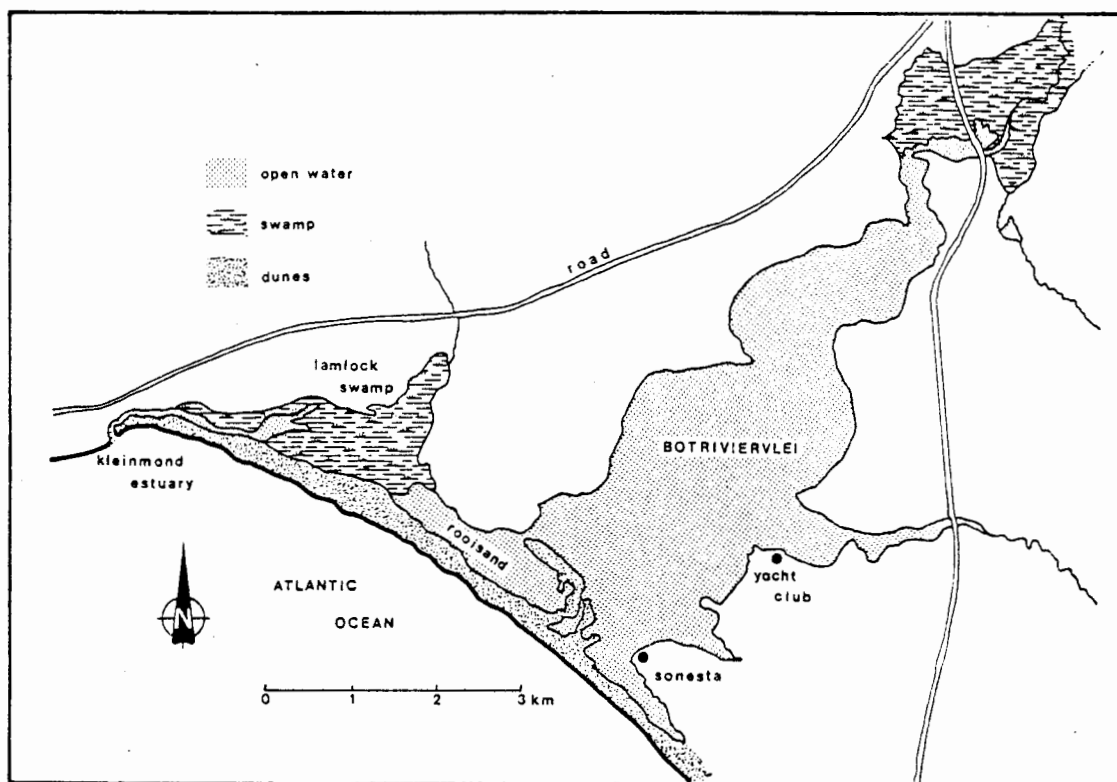 open water
swamp
dunes
road
lamlock
swamp
kleinmond
estuary
BOTRIVIERVLEI
rooisand
yacht
club
ATLANTIC
OCEAN
N
sonesta
0 1 2 3 km